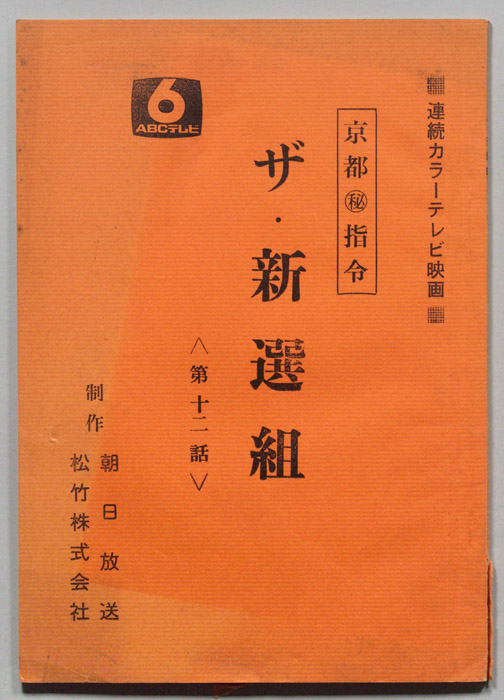 連続カラーテレビ映画
京都㊙指令
ザ・新選組
〈第十二話〉
制作
朝日放送
松竹株式会社
6
ABCテレビ